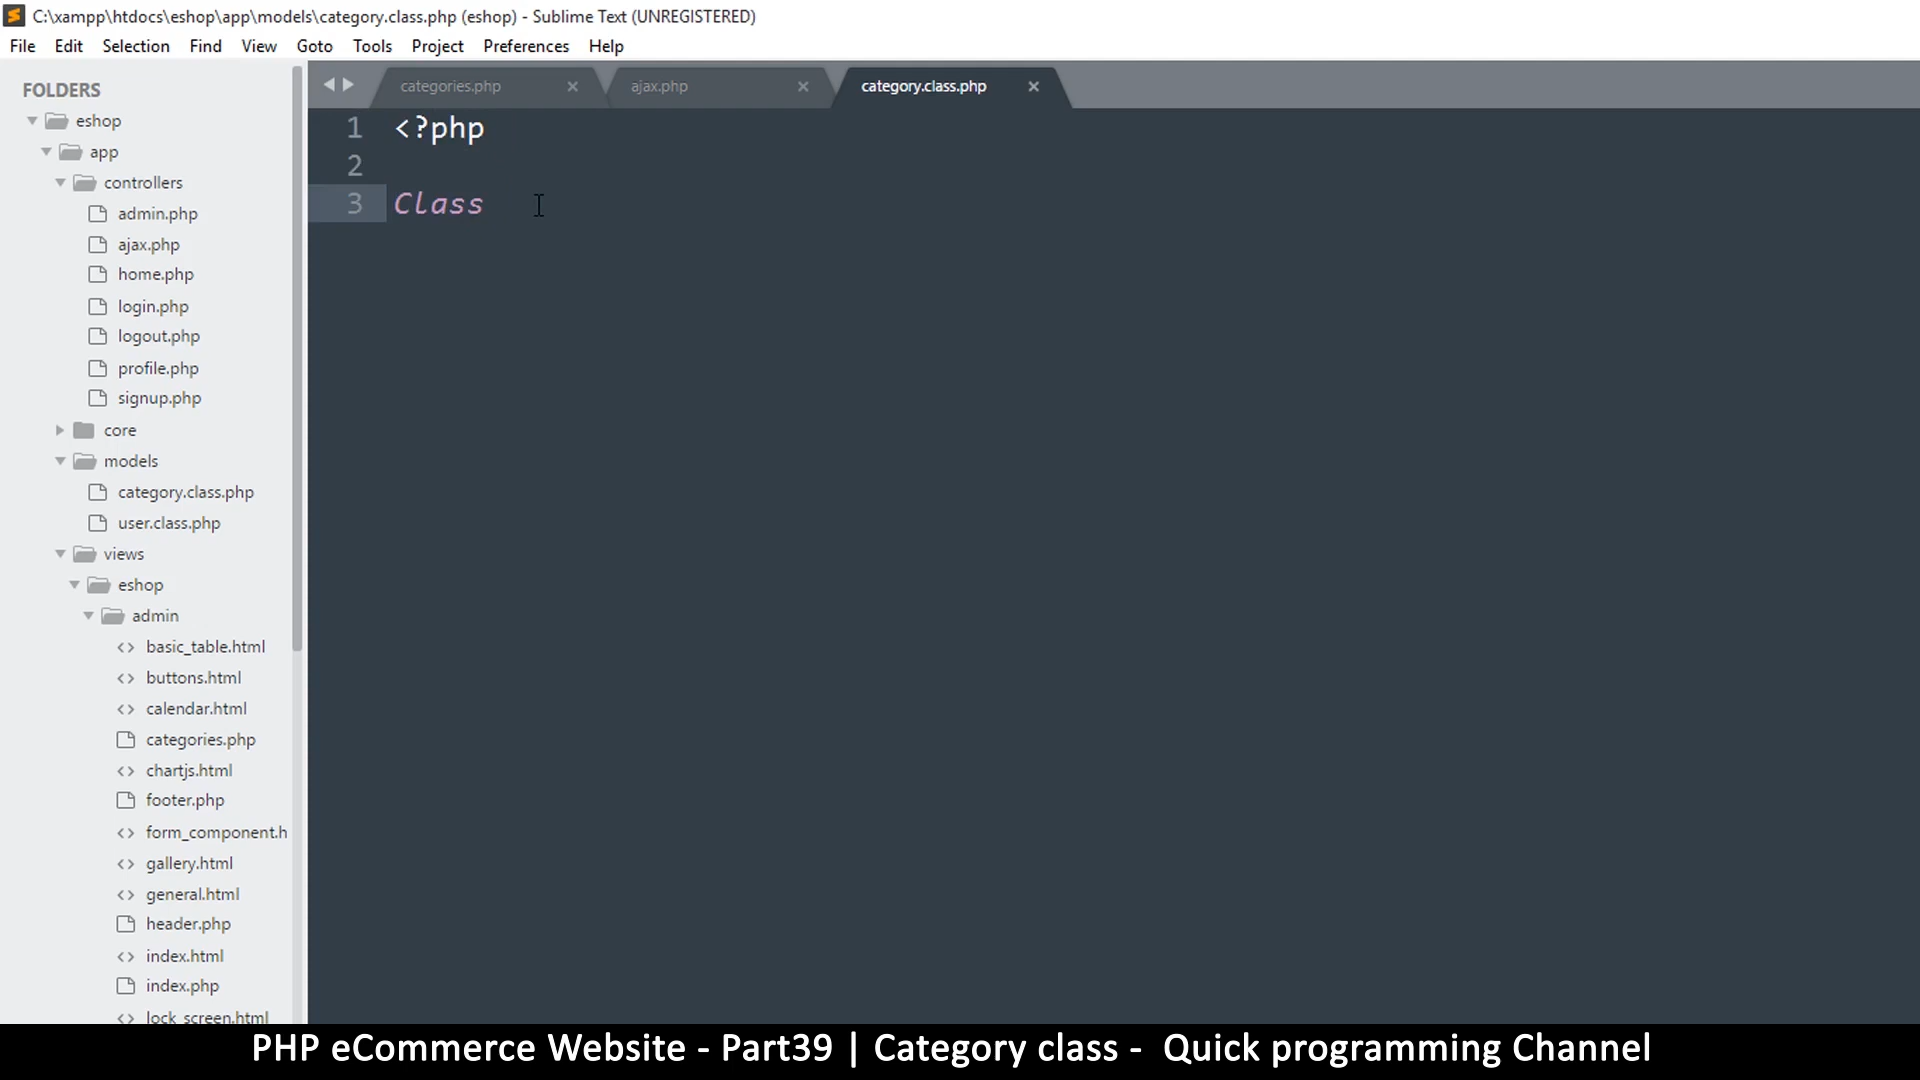 C:\xampp\htdocs\eshop\app\models\category.class.php (eshop) - Sublime Text (UNREGISTERED)
File Edit Selection Find View Goto Tools Project Preferences Help
FOLDERS
eshop
app
controllers
admin.php
ajax.php
home.php
login.php
logout.php
profile.php
signup.php
core
models
category.class.php
user.class.php
views
eshop
admin
basic_table.html
buttons.html
calendar.html
categories.php
chartjs.html
footer.php
form_component.h
gallery.html
general.html
header.php
index.html
index.php
lock_screen.html
categories.php ajax.php category.class.php
1 <?php
2
3 Class
PHP eCommerce Website - Part39 | Category class - Quick programming Channel